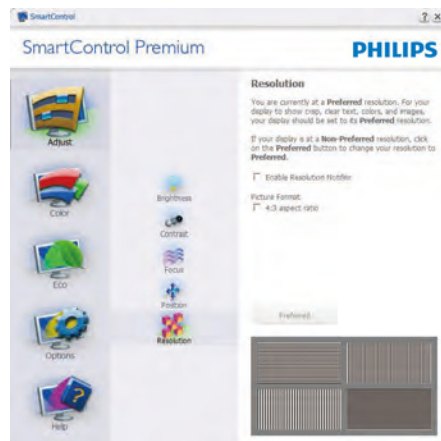 SmartControl
SmartControl Premium
PHILIPS
Adjust
Color
Eco
Options
Help
Brightness
Contrast
Focus
Position
Resolution
Resolution
You are currently at a Preferred resolution. For your
display to show crisp, clear text, colors, and images,
your display should be set to its Preferred resolution.
If your display is at a Non-Preferred resolution, click
on the Preferred button to change your resolution to
Preferred.
Enable Resolution Notifier
Picture Format
4:3 aspect ratio
Preferred